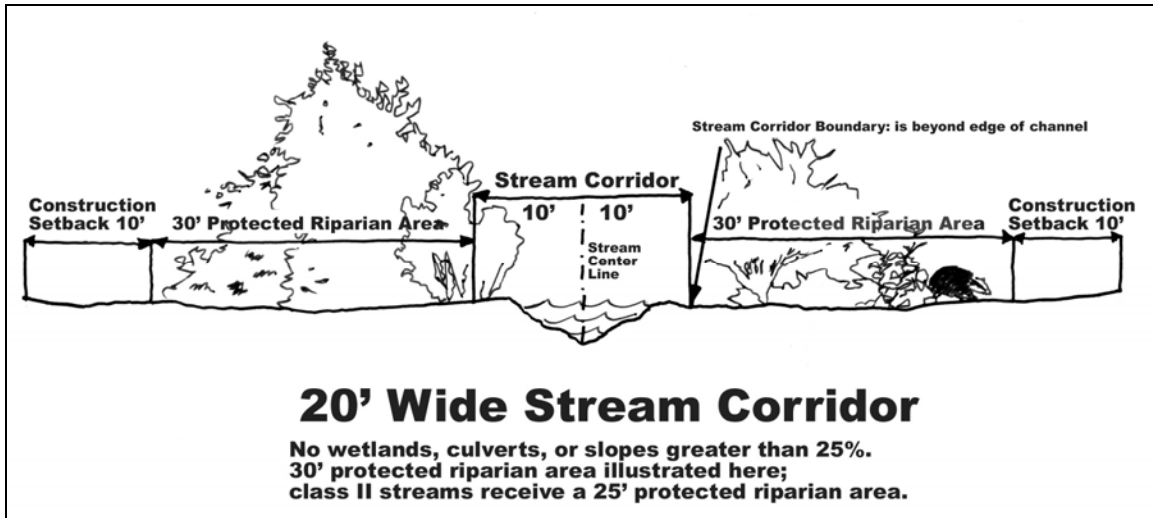 Stream Corridor Boundary: is beyond edge of channel
Stream Corridor
10' 10'
Construction
Setback 10'
30' Protected Riparian Area
Stream
Center
Line
30' Protected Riparian Area
Construction
Setback 10'
20' Wide Stream Corridor
No wetlands, culverts, or slopes greater than 25%.
30' protected riparian area illustrated here;
class II streams receive a 25' protected riparian area.